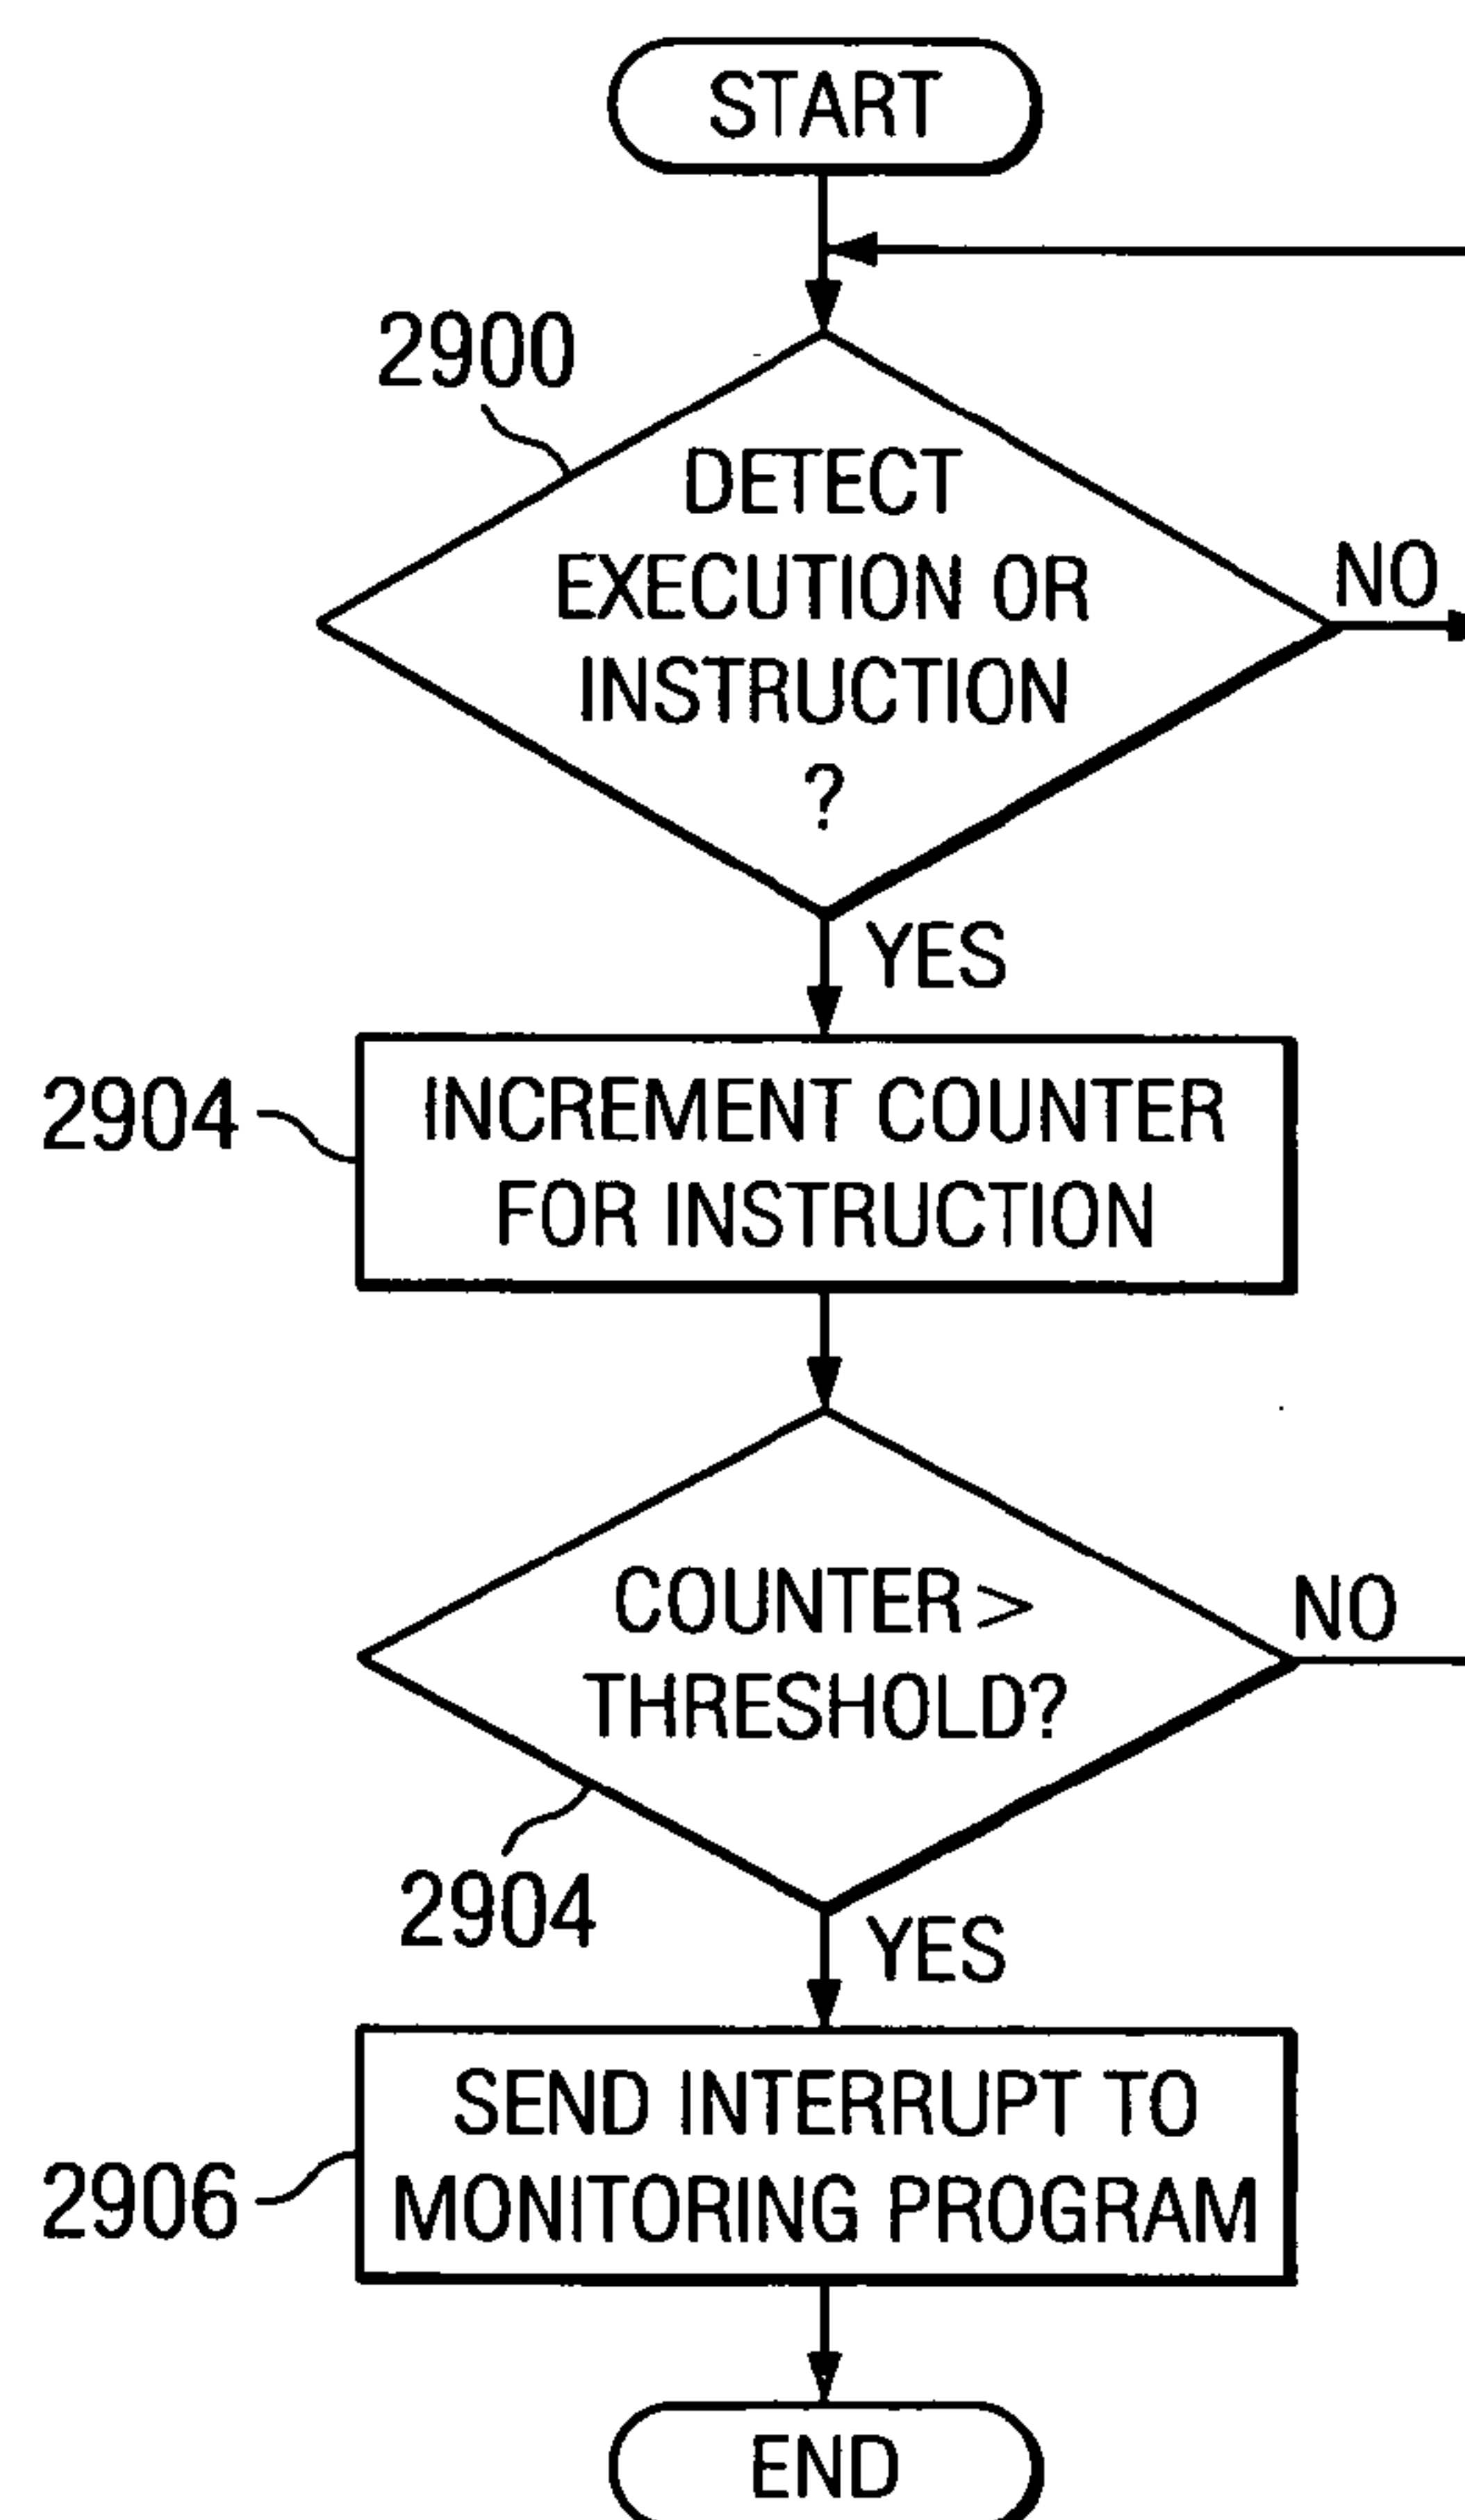 START
2900
DETECT
EXECUTION OR
INSTRUCTION
?
NO
YES
2904
INCREMENT COUNTER
FOR INSTRUCTION
COUNTER >
THRESHOLD?
NO
2904
YES
SEND INTERRUPT TO
MONITORING PROGRAM
2906
END